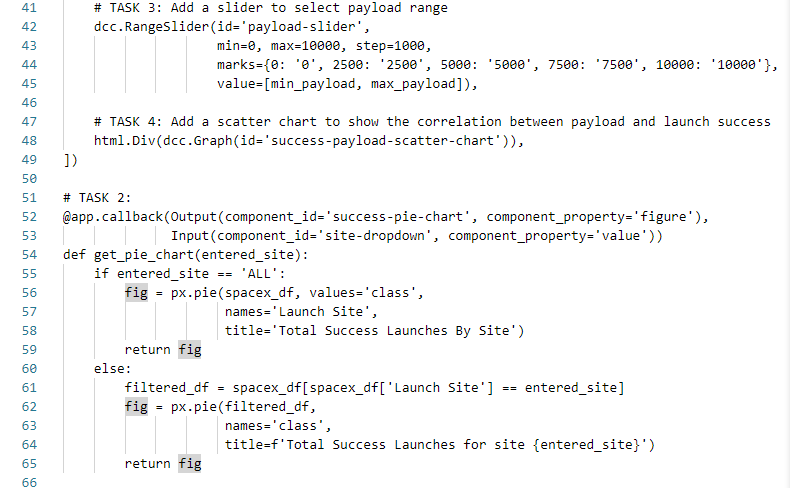 41 # TASK 3: Add a slider to select payload range
42 dcc.RangeSlider(id='payload-slider',
43 min=0, max=10000, step=1000,
44 marks={0: '0', 2500: '2500', 5000: '5000', 7500: '7500', 10000: '10000'},
45 value=[min_payload, max_payload]),
46
47 # TASK 4: Add a scatter chart to show the correlation between payload and launch success
48 html.Div(dcc.Graph(id='success-payload-scatter-chart')),
49 ])
50
51 # TASK 2:
52 @app.callback(Output(component_id='success-pie-chart', component_property='figure'),
53 Input(component_id='site-dropdown', component_property='value'))
54 def get_pie_chart(entered_site):
55 if entered_site == 'ALL':
56 fig = px.pie(spacex_df, values='class',
57 names='Launch Site',
58 title='Total Success Launches By Site')
59 return fig
60 else:
61 filtered_df = spacex_df[spacex_df['Launch Site'] == entered_site]
62 fig = px.pie(filtered_df,
63 names='class',
64 title=f'Total Success Launches for site {entered_site}')
65 return fig
66